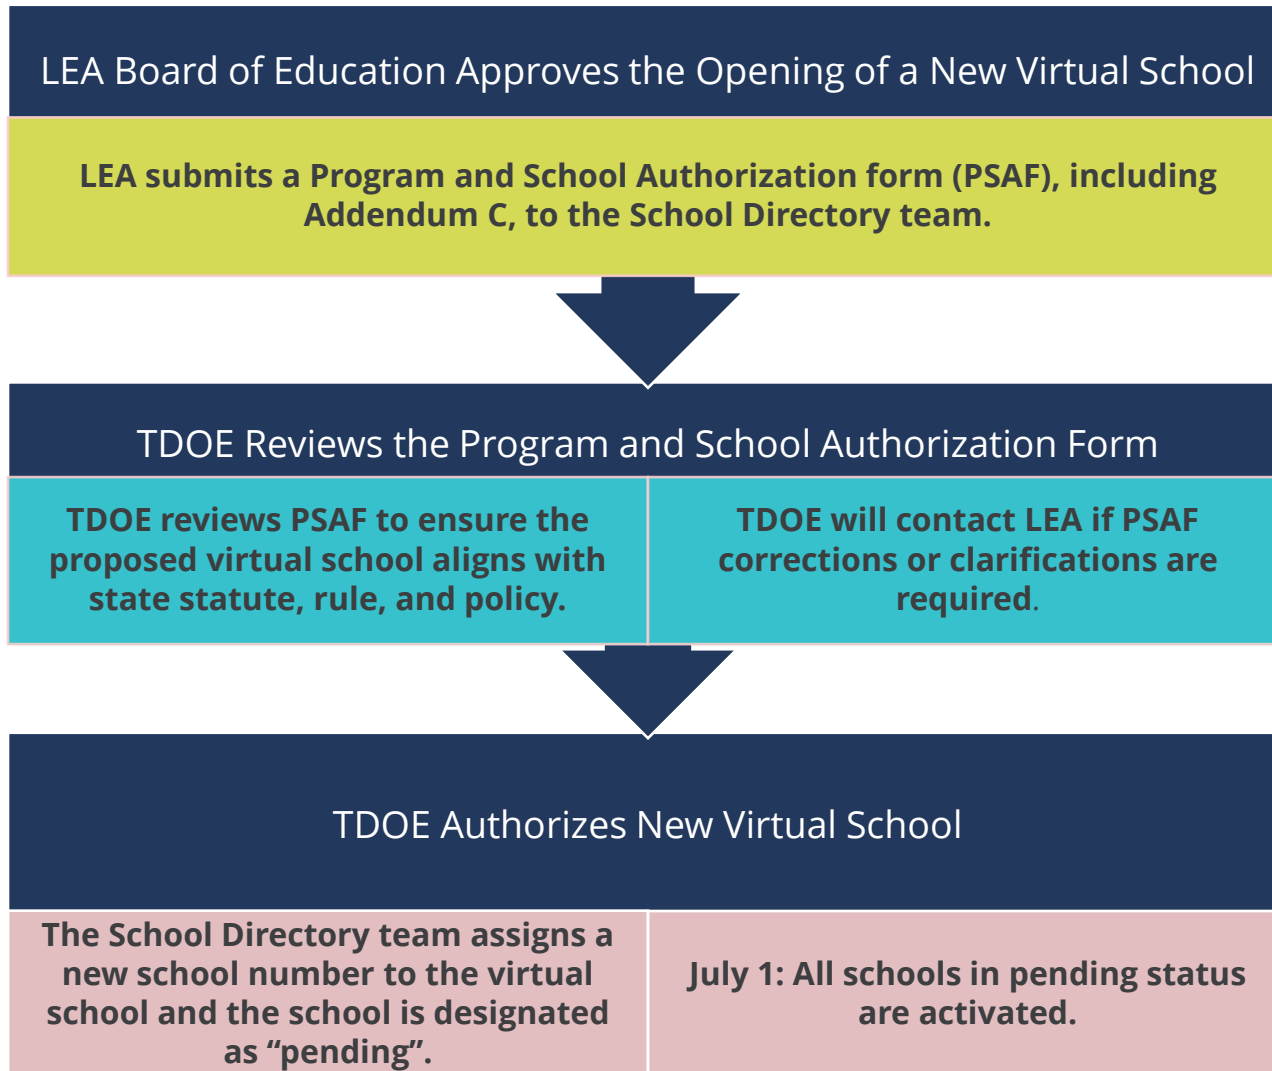 LEA Board of Education Approves the Opening of a New Virtual School
LEA submits a Program and School Authorization form (PSAF), including
Addendum C, to the School Directory team.
TDOE Reviews the Program and School Authorization Form
TDOE reviews PSAF to ensure the
proposed virtual school aligns with
state statute, rule, and policy.
TDOE will contact LEA if PSAF
corrections or clarifications are
required.
TDOE Authorizes New Virtual School
The School Directory team assigns a
new school number to the virtual
school and the school is designated
as “pending”.
July 1: All schools in pending status
are activated.